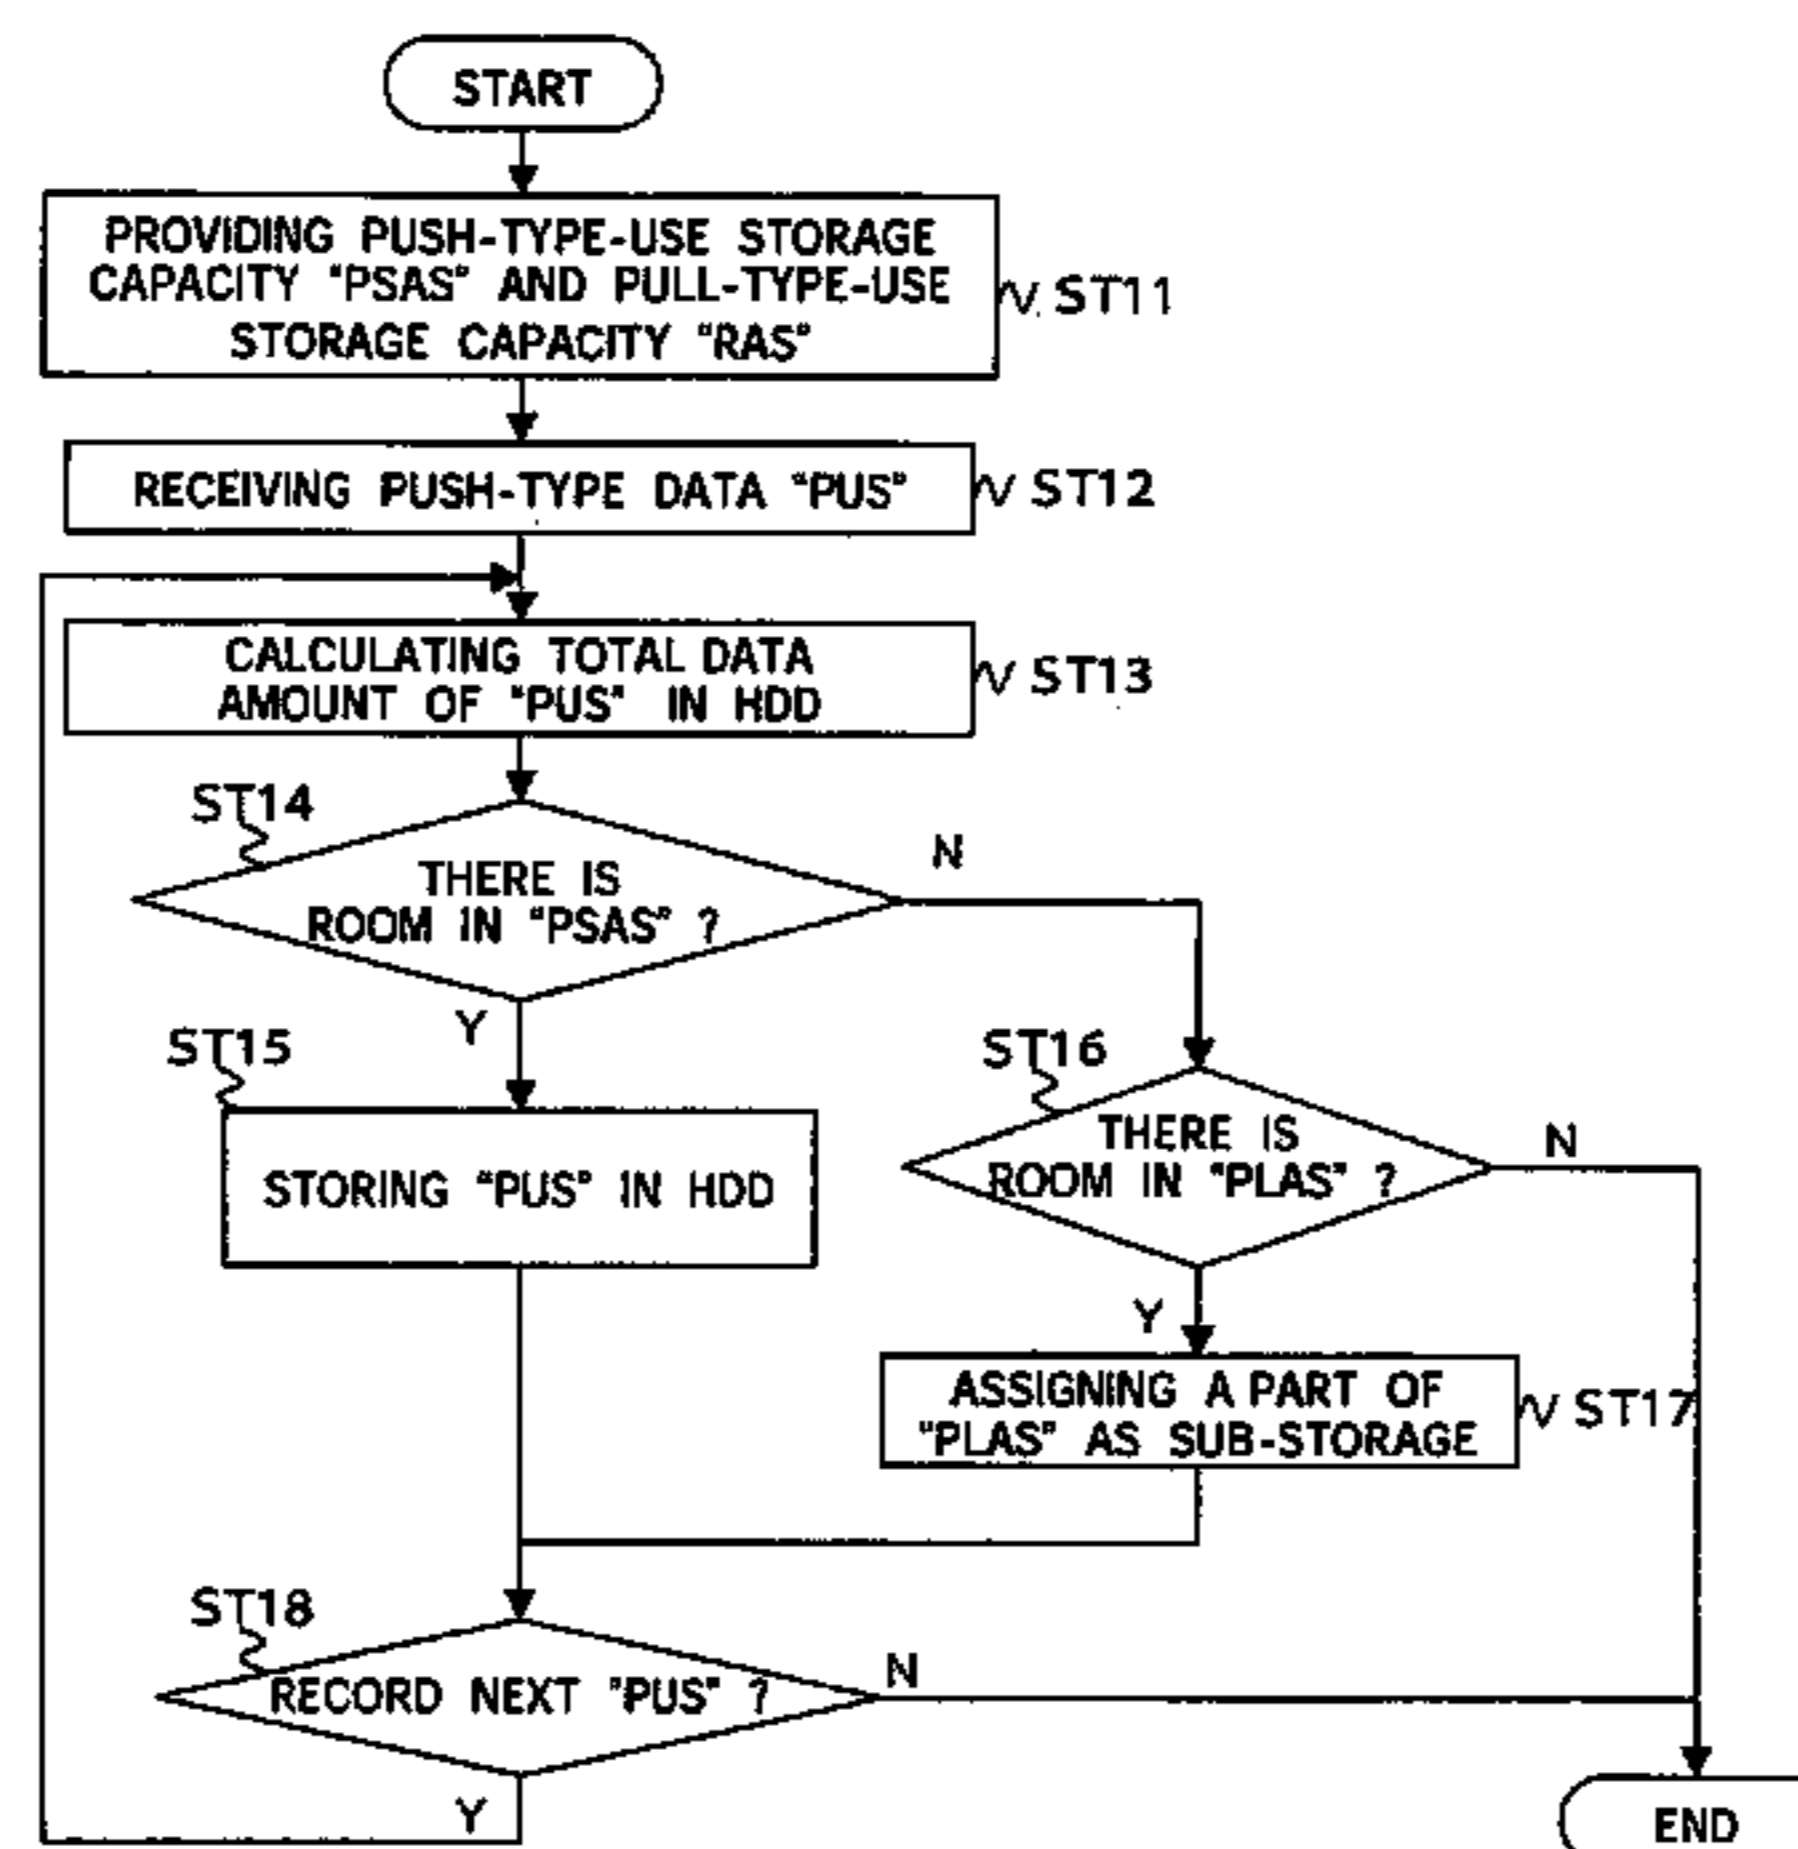 START
PROVIDING PUSH-TYPE-USE STORAGE
CAPACITY "PSAS" AND PULL-TYPE-USE
STORAGE CAPACITY "RAS"
ST11
RECEIVING PUSH-TYPE DATA "PUS"
ST12
CALCULATING TOTAL DATA
AMOUNT OF "PUS" IN HDD
ST13
ST14
THERE IS
ROOM IN "PSAS" ?
N
Y
ST15
STORING "PUS" IN HDD
ST16
THERE IS
ROOM IN "PLAS" ?
N
Y
ASSIGNING A PART OF
"PLAS" AS SUB-STORAGE
ST17
ST18
RECORD NEXT "PUS" ?
N
Y
END